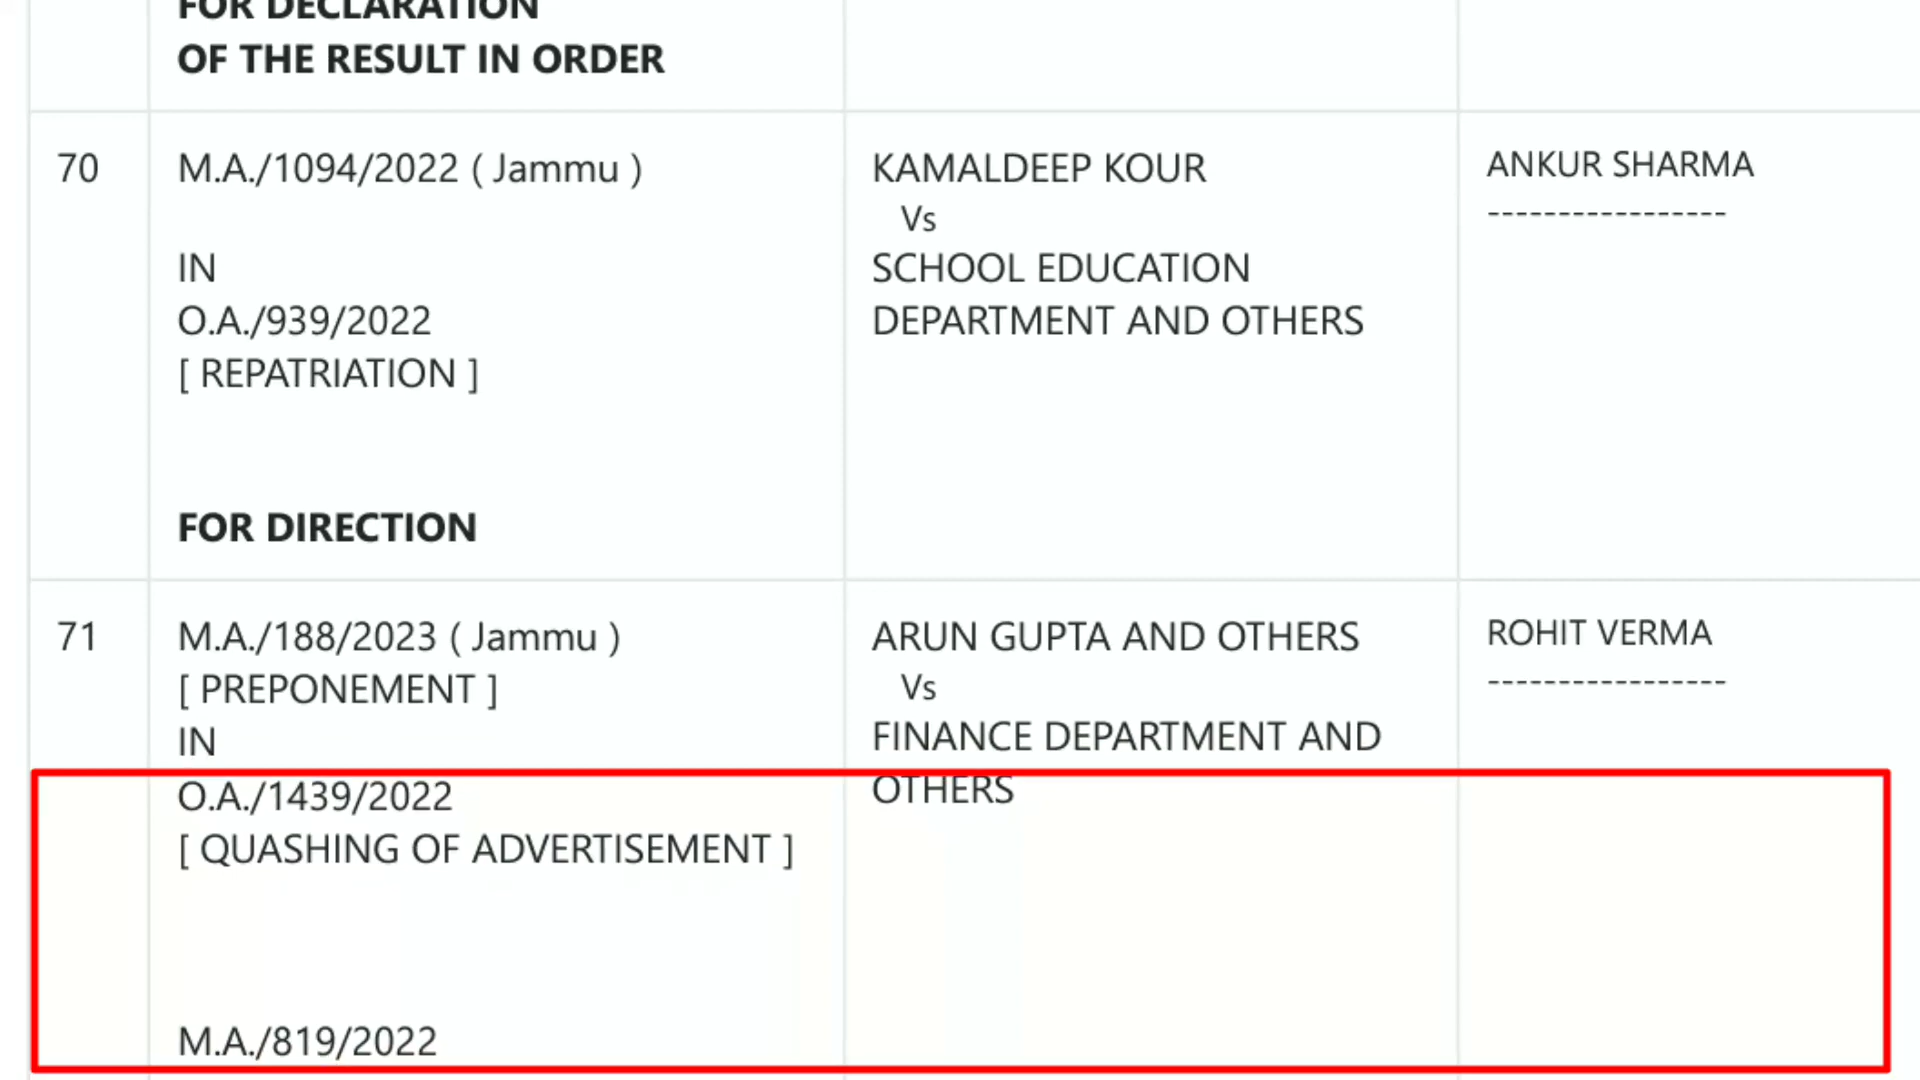 FOR DECLARATION
OF THE RESULT IN ORDER
70
M.A./1094/2022 ( Jammu )
IN
O.A./939/2022
[ REPATRIATION ]
FOR DIRECTION
KAMALDEEP KOUR
Vs
SCHOOL EDUCATION
DEPARTMENT AND OTHERS
ANKUR SHARMA
-----------------
71
M.A./188/2023 ( Jammu )
[ PREPONEMENT ]
IN
O.A./1439/2022
[ QUASHING OF ADVERTISEMENT ]
M.A./819/2022
ARUN GUPTA AND OTHERS
Vs
FINANCE DEPARTMENT AND
OTHERS
ROHIT VERMA
-----------------